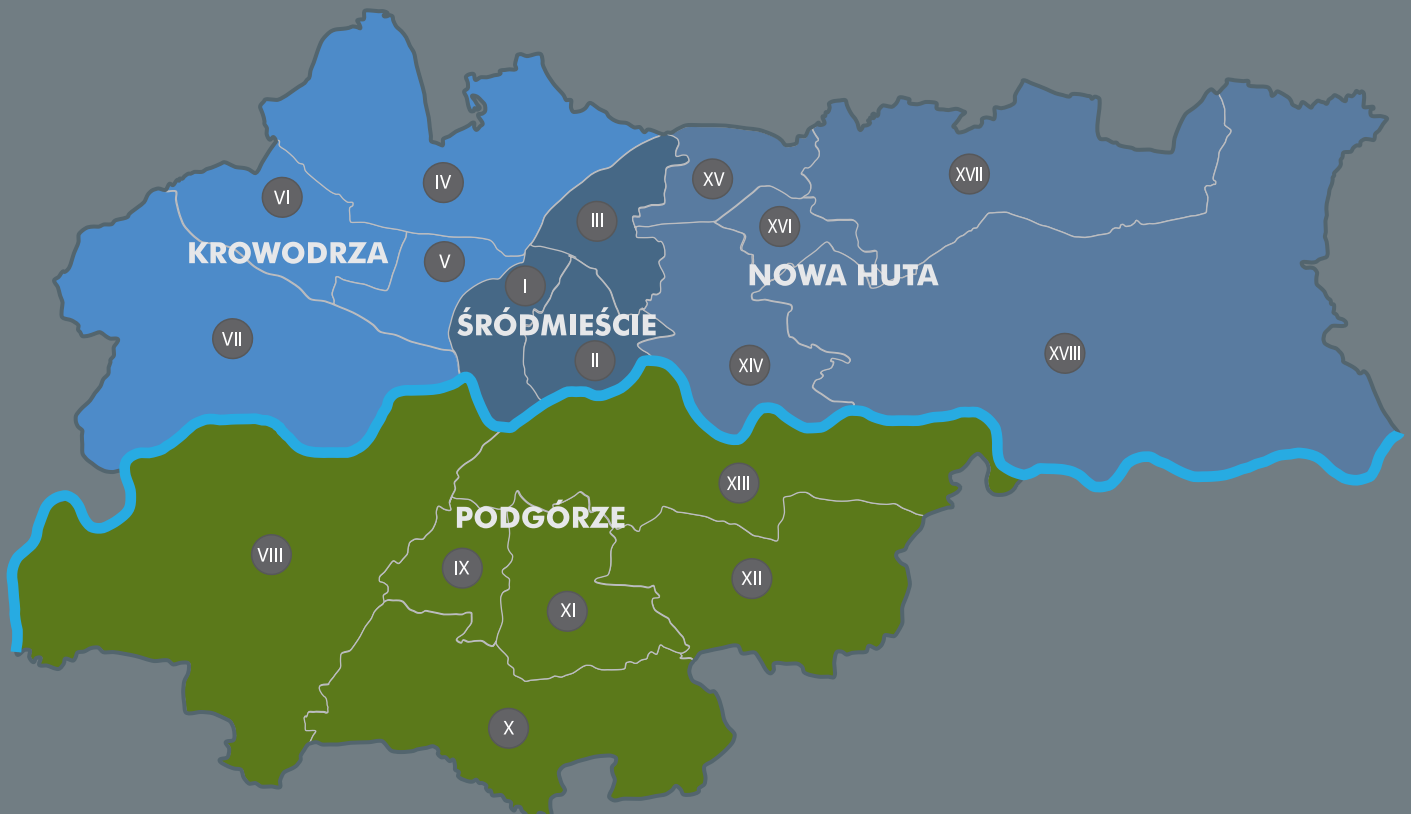 XV
XVII
IV
VI
III
XVI
KROWODRZA
V
NOWA HUTA
I
ŚRÓDMIEŚCIE
VII
II
XIV
XVIII
XIII
PODGÓRZE
VIII
IX
XII
XI
X